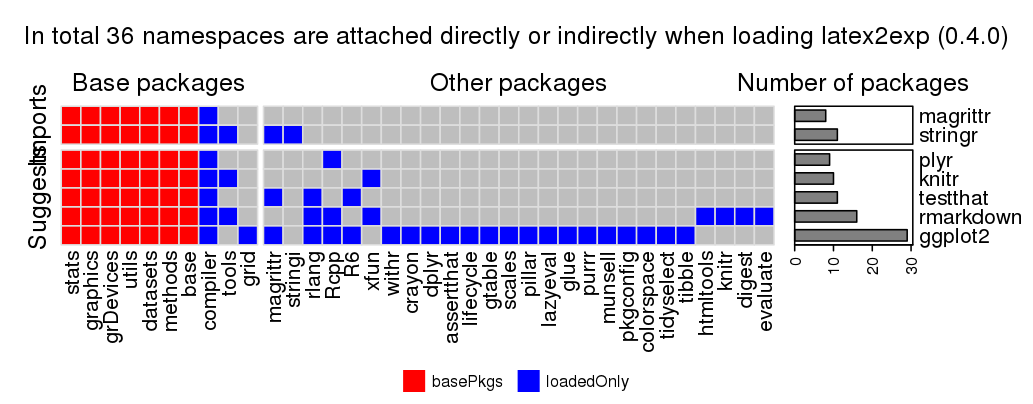 In total 36 namespaces are attached directly or indirectly when loading latex2exp (0.4.0)
Base packages
Other packages
Number of packages
Imports
Suggests
magrittr
stringr
plyr
knitr
testthat
rmarkdown
ggplot2
0
10
20
30
stats
graphics
grDevices
utils
datasets
methods
base
compiler
tools
grid
magrittr
stringi
rlang
Rcpp
R6
xfun
withr
crayon
dplyr
assertthat
lifecycle
gtable
scales
pillar
lazyeval
glue
purrr
munsell
pkgconfig
colorspace
tidyselect
tibble
htmltools
knitr
digest
evaluate
basePkgs
loadedOnly